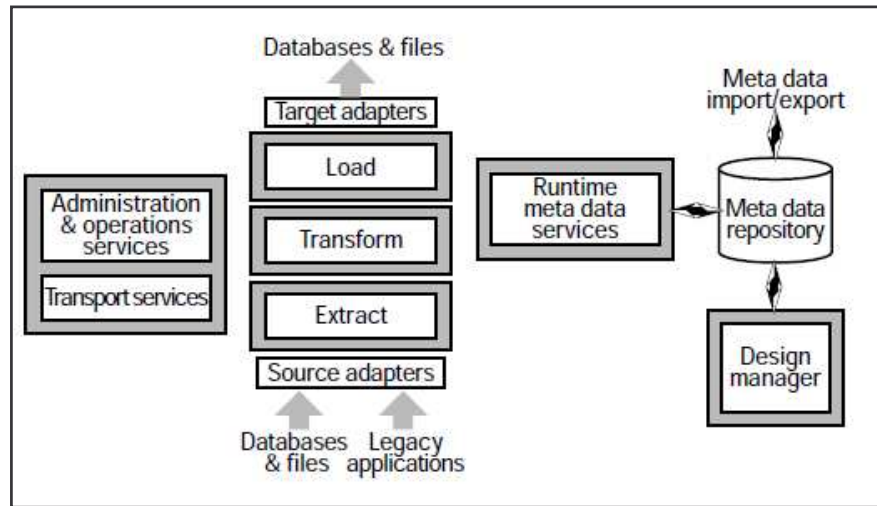 Databases & files
Target adapters
Load
Transform
Extract
Source adapters
Databases
& files
Legacy
applications
Administration
& operations
services
Transport services
Runtime
meta data
services
Meta data
import/export
Meta data
repository
Design
manager